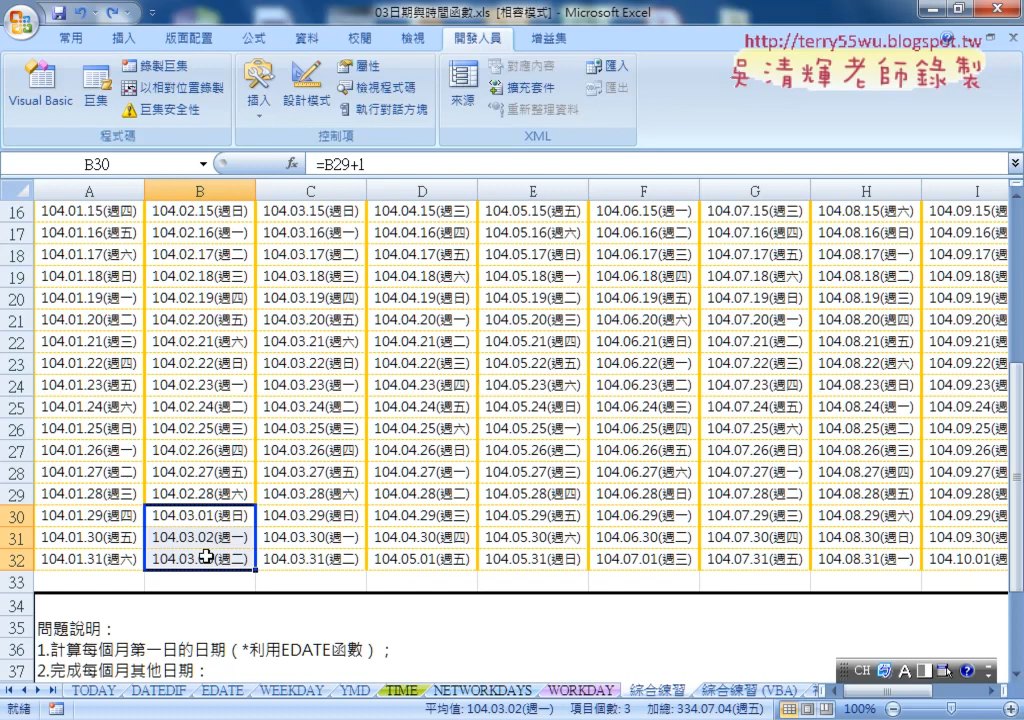 03日期與時間函數.xls [相容模式] - Microsoft Excel
常用 插入 版面配置 公式 資料 校閱 檢視 開發人員 增益集
http://terry55wu.blogspot.tw
吳清輝老師錄製
Visual Basic 巨集 錄製巨集 以相對位置錄製 巨集安全性 程式碼
插入 設計模式 屬性 檢視程式碼 執行對話方塊 控制項
來源 對應內容 擴充套件 重新整理資料 匯入 匯出 XML
B30 fx =B29+1
A B C D E F G H I
16 104.01.15(週四) 104.02.15(週日) 104.03.15(週日) 104.04.15(週三) 104.05.15(週五) 104.06.15(週一) 104.07.15(週三) 104.08.15(週六) 104.09.15(週
17 104.01.16(週五) 104.02.16(週一) 104.03.16(週一) 104.04.16(週四) 104.05.16(週六) 104.06.16(週二) 104.07.16(週四) 104.08.16(週日) 104.09.16(週
18 104.01.17(週六) 104.02.17(週二) 104.03.17(週二) 104.04.17(週五) 104.05.17(週日) 104.06.17(週三) 104.07.17(週五) 104.08.17(週一) 104.09.17(週
19 104.01.18(週日) 104.02.18(週三) 104.03.18(週三) 104.04.18(週六) 104.05.18(週一) 104.06.18(週四) 104.07.18(週六) 104.08.18(週二) 104.09.18(週
20 104.01.19(週一) 104.02.19(週四) 104.03.19(週四) 104.04.19(週日) 104.05.19(週二) 104.06.19(週五) 104.07.19(週日) 104.08.19(週三) 104.09.19(週
21 104.01.20(週二) 104.02.20(週五) 104.03.20(週五) 104.04.20(週一) 104.05.20(週三) 104.06.20(週六) 104.07.20(週一) 104.08.20(週四) 104.09.20(週
22 104.01.21(週三) 104.02.21(週六) 104.03.21(週六) 104.04.21(週二) 104.05.21(週四) 104.06.21(週日) 104.07.21(週二) 104.08.21(週五) 104.09.21(週
23 104.01.22(週四) 104.02.22(週日) 104.03.22(週日) 104.04.22(週三) 104.05.22(週五) 104.06.22(週一) 104.07.22(週三) 104.08.22(週六) 104.09.22(週
24 104.01.23(週五) 104.02.23(週一) 104.03.23(週一) 104.04.23(週四) 104.05.23(週六) 104.06.23(週二) 104.07.23(週四) 104.08.23(週日) 104.09.23(週
25 104.01.24(週六) 104.02.24(週二) 104.03.24(週二) 104.04.24(週五) 104.05.24(週日) 104.06.24(週三) 104.07.24(週五) 104.08.24(週一) 104.09.24(週
26 104.01.25(週日) 104.02.25(週三) 104.03.25(週三) 104.04.25(週六) 104.05.25(週一) 104.06.25(週四) 104.07.25(週六) 104.08.25(週二) 104.09.25(週
27 104.01.26(週一) 104.02.26(週四) 104.03.26(週四) 104.04.26(週日) 104.05.26(週二) 104.06.26(週五) 104.07.26(週日) 104.08.26(週三) 104.09.26(週
28 104.01.27(週二) 104.02.27(週五) 104.03.27(週五) 104.04.27(週一) 104.05.27(週三) 104.06.27(週六) 104.07.27(週一) 104.08.27(週四) 104.09.27(週
29 104.01.28(週三) 104.02.28(週六) 104.03.28(週六) 104.04.28(週二) 104.05.28(週四) 104.06.28(週日) 104.07.28(週二) 104.08.28(週五) 104.09.28(週
30 104.01.29(週四) 104.03.01(週日) 104.03.29(週日) 104.04.29(週三) 104.05.29(週五) 104.06.29(週一) 104.07.29(週三) 104.08.29(週六) 104.09.29(週
31 104.01.30(週五) 104.03.02(週一) 104.03.30(週一) 104.04.30(週四) 104.05.30(週六) 104.06.30(週二) 104.07.30(週四) 104.08.30(週日) 104.09.30(週
32 104.01.31(週六) 104.03. (週二) 104.03.31(週二) 104.05.01(週五) 104.05.31(週日) 104.07.01(週三) 104.07.31(週五) 104.08.31(週一) 104.10.01(週
33
34
35 問題說明：
36 1.計算每個月第一日的日期（*利用EDATE函數）；
37 2.完成每個月其他日期：
CH
TODAY DATEDIF EDATE WEEKDAY YMD TIME NETWORKDAYS WORKDAY 綜合練習 綜合練習 (VBA)
就緒 平均值: 104.03.02(週一) 項目個數: 3 加總: 334.07.04(週五) 100%